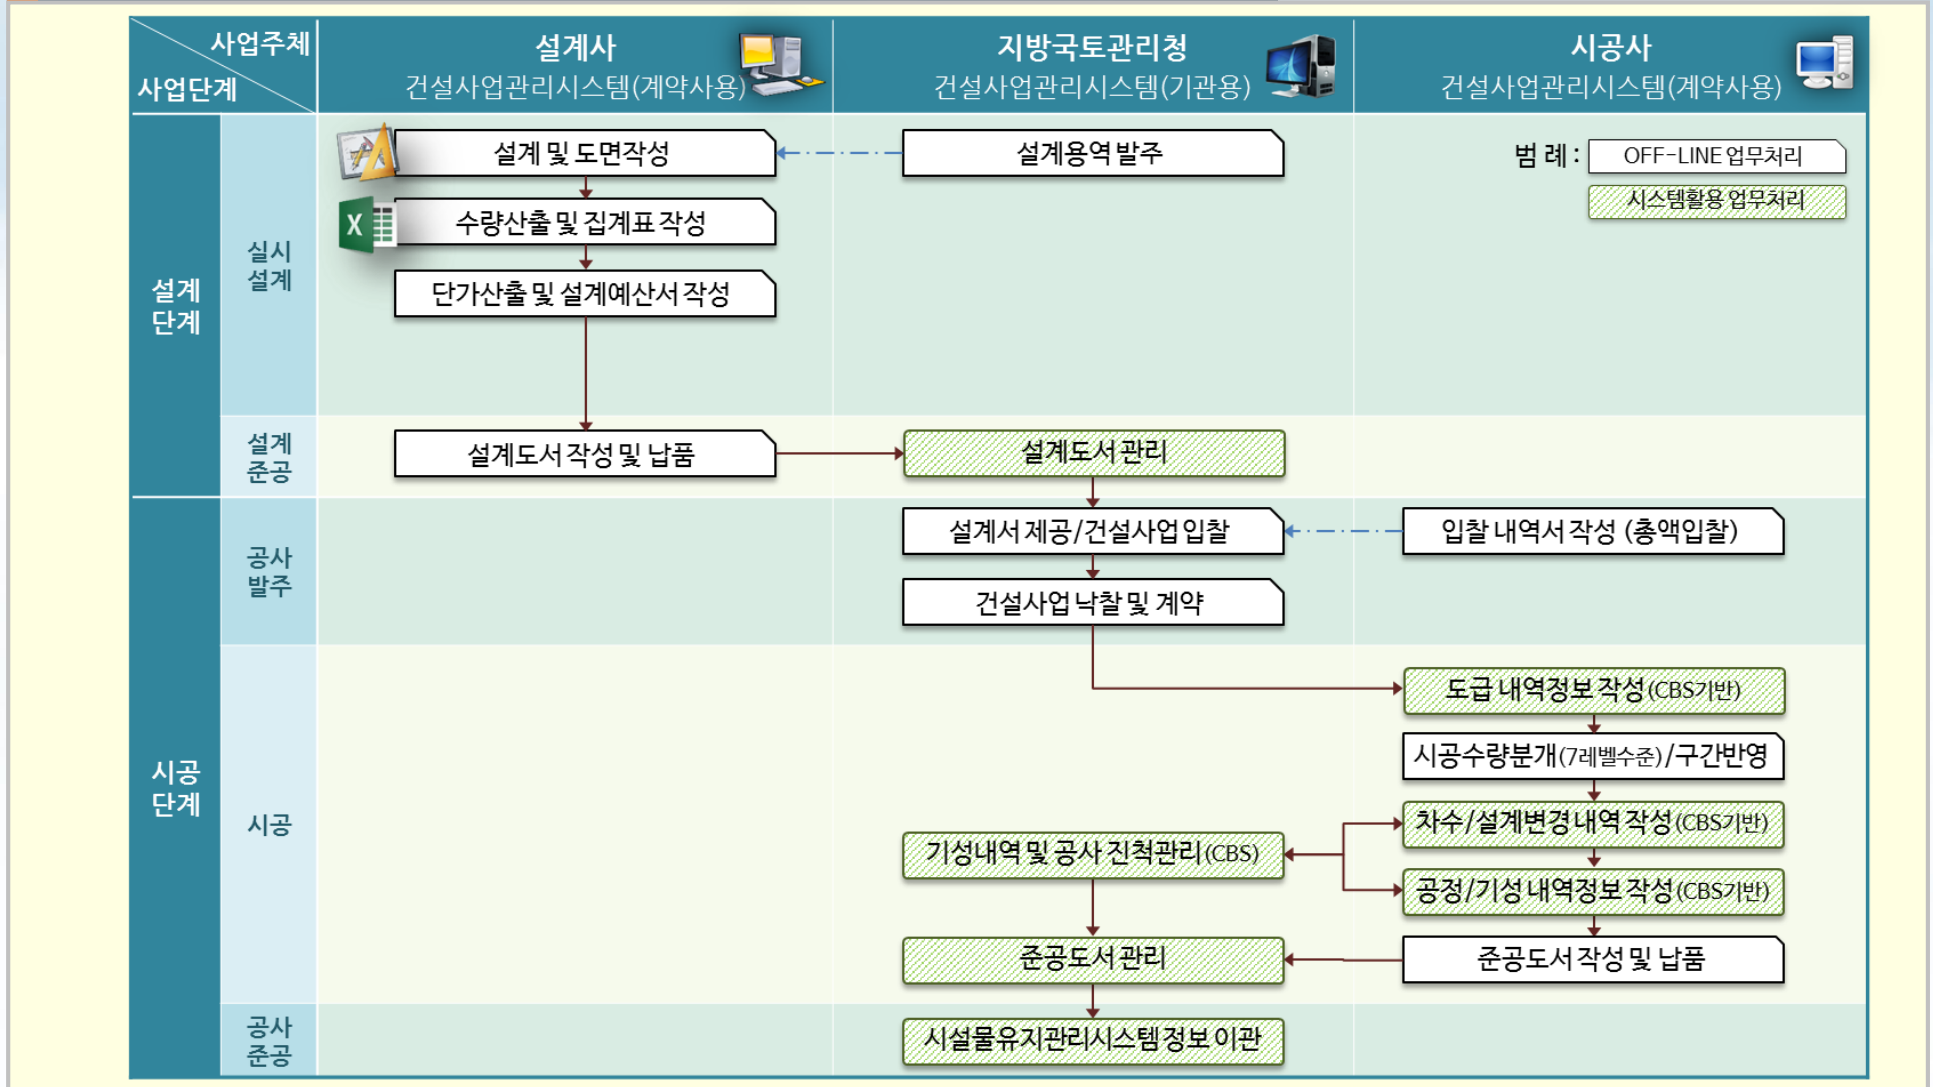 사업주체
사업단계
설계사
건설사업관리시스템(계약사용)
지방국토관리청
건설사업관리시스템(기관용)
시공사
건설사업관리시스템(계약사용)
설계
단계
실시
설계
설계 및 도면작성
설계용역 발주
범 례 :
OFF-LINE 업무처리
시스템활용 업무처리
수량산출 및 집계표 작성
단가산출 및 설계예산서 작성
설계
준공
설계도서 작성 및 납품
설계도서 관리
시공
단계
공사
발주
설계서 제공/건설사업 입찰
입찰 내역서 작성 (총액입찰)
건설사업 낙찰 및 계약
시공
도급 내역정보 작성(CBS기반)
시공수량분개(7레벨수준)/구간반영
차수/설계변경 내역 작성(CBS기반)
기성내역 및 공사 진척관리(CBS)
공정/기성 내역정보 작성(CBS기반)
준공도서 관리
준공도서 작성 및 납품
공사
준공
시설물유지관리시스템 정보 이관